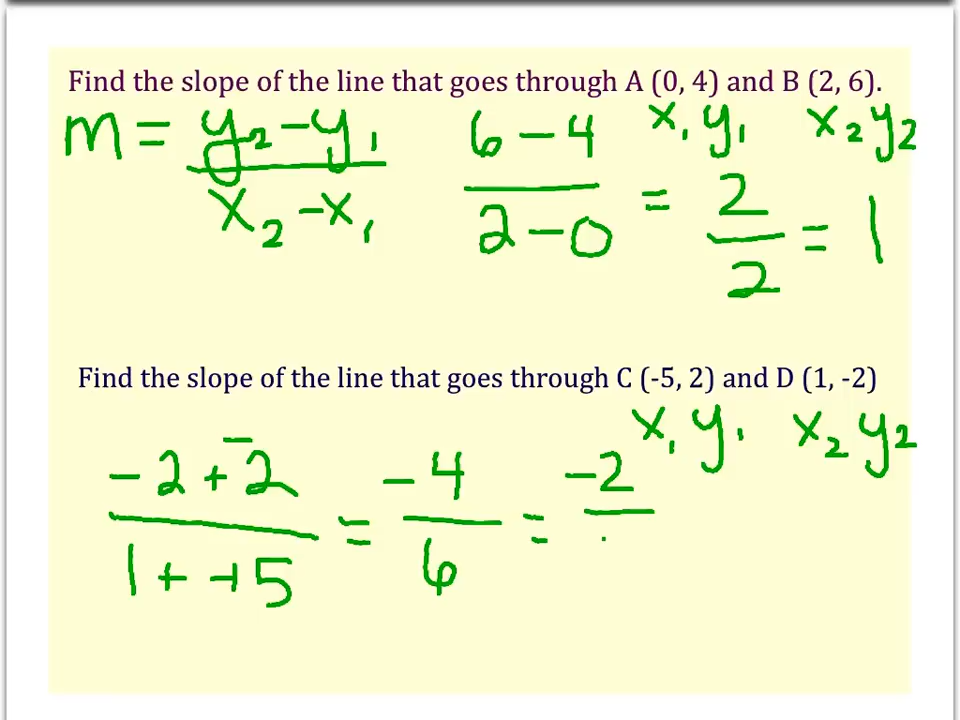 Find the slope of the line that goes through A (0, 4) and B (2, 6).
x₁ y₁ x₂ y₂
m = y₂ - y₁ / x₂ - x₁ 6 - 4 / 2 - 0 = 2/2 = 1
Find the slope of the line that goes through C (-5, 2) and D (1, -2)
x₁ y₁ x₂ y₂
-2 + -2 / 1 + +5 = -4/6 = -2/